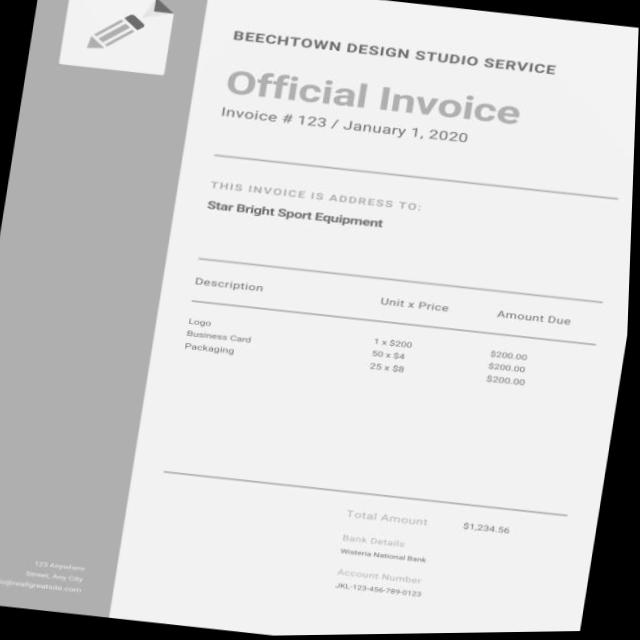 BEECHTOWN DESIGN STUDIO SERVICE
Official Invoice
Invoice # 123 / January 1, 2020
THIS INVOICE IS ADDRESS TO:
Star Bright Sport Equipment
Description Unit x Price Amount Due
Logo 1 x $200 $200.00
Business Card 50 x $4 $200.00
Packaging 25 x $8 $200.00
Total Amount $1,234.56
Bank Details
Wisteria National Bank
Account Number
JKL-123-456-789-0123
123 Anywhere
Street, Any City